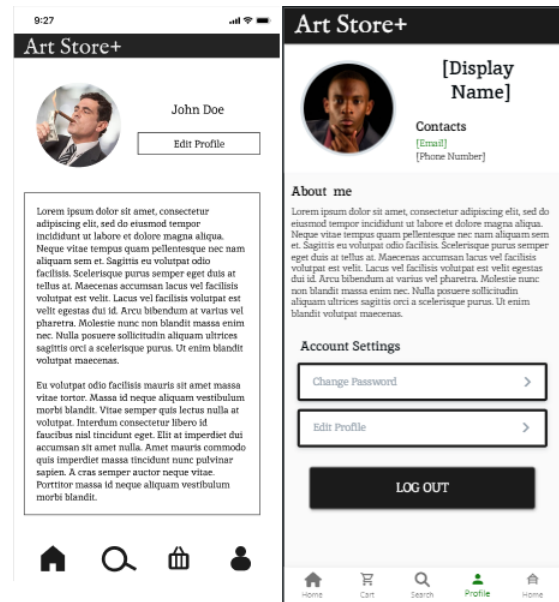 9:27
Art Store+
John Doe
Edit Profile
Lorem ipsum dolor sit amet, consectetur
adipiscing elit, sed do eiusmod tempor
incididunt ut labore et dolore magna aliqua.
Neque vitae tempus quam pellentesque nec nam
aliquam sem et. Sagittis eu volutpat odio
facilisis. Scelerisque purus semper eget duis at
tellus at. Maecenas accumsan lacus vel facilisis
volutpat est velit. Lacus vel facilisis volutpat est
velit egestas dui id. Arcu bibendum at varius vel
pharetra. Molestie nunc non blandit massa enim
nec. Nulla posuere sollicitudin aliquam ultrices
sagittis orci a scelerisque purus. Ut enim blandit
volutpat maecenas.
Eu volutpat odio facilisis mauris sit amet massa
vitae tortor. Massa id neque aliquam vestibulum
morbi blandit. Vitae semper quis lectus nulla at
volutpat. Interdum consectetur libero id
faucibus nisl tincidunt eget. Elit at imperdiet dui
accumsan sit amet nulla. Amet mauris commodo
quis imperdiet massa tincidunt nunc pulvinar
sapien. A cras semper auctor neque vitae.
Porttitor massa id neque aliquam vestibulum
morbi blandit.
Art Store+
[Display
Name]
Contacts
[Email]
[Phone Number]
About me
Lorem ipsum dolor sit amet, consectetur adipiscing elit, sed do
eiusmod tempor incididunt ut labore et dolore magna aliqua.
Neque vitae tempus quam pellentesque nec nam aliquam sem
et. Sagittis eu volutpat odio facilisis. Scelerisque purus semper
eget duis at tellus at. Maecenas accumsan lacus vel facilisis
volutpat est velit. Lacus vel facilisis volutpat est velit egestas
dui id. Arcu bibendum at varius vel pharetra. Molestie nunc
non blandit massa enim nec. Nulla posuere sollicitudin
aliquam ultrices sagittis orci a scelerisque purus. Ut enim
blandit volutpat maecenas.
Account Settings
Change Password
Edit Profile
LOG OUT
Home
Cart
Search
Profile
Home